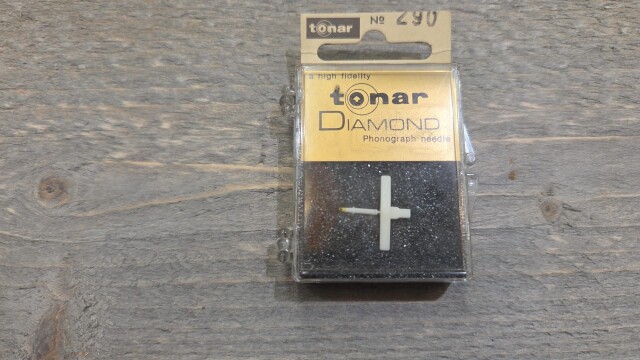 tonar No 290
a high fidelity
tonar
DIAMOND
Phonograph needle